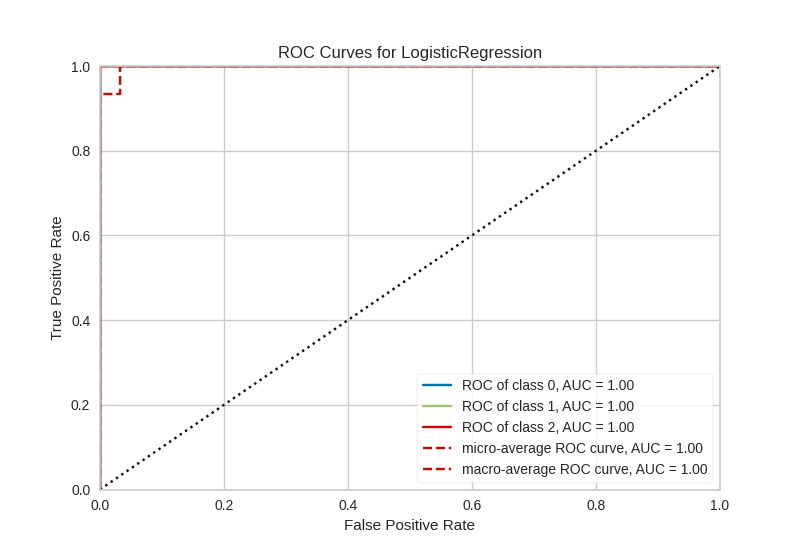 ROC Curves for LogisticRegression
1.0
0.8
0.6
0.4
0.2
0.0
True Positive Rate
ROC of class 0, AUC = 1.00
ROC of class 1, AUC = 1.00
ROC of class 2, AUC = 1.00
micro-average ROC curve, AUC = 1.00
macro-average ROC curve, AUC = 1.00
0.0 0.2 0.4 0.6 0.8 1.0
False Positive Rate